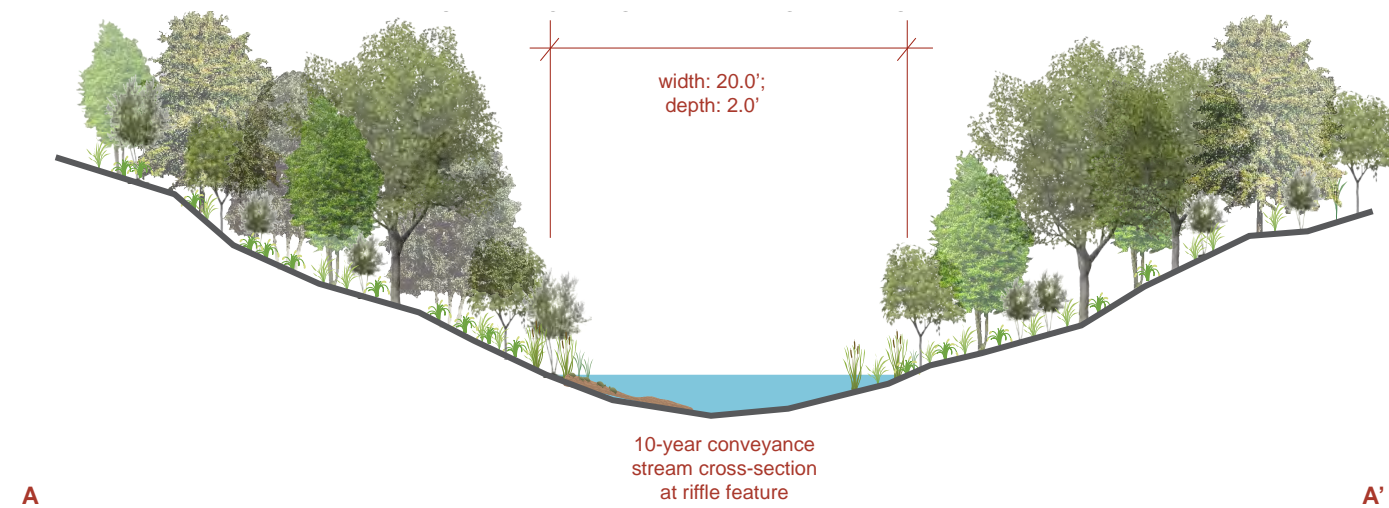 width: 20.0’;
depth: 2.0’
10-year conveyance
stream cross-section
at riffle feature
A
A’